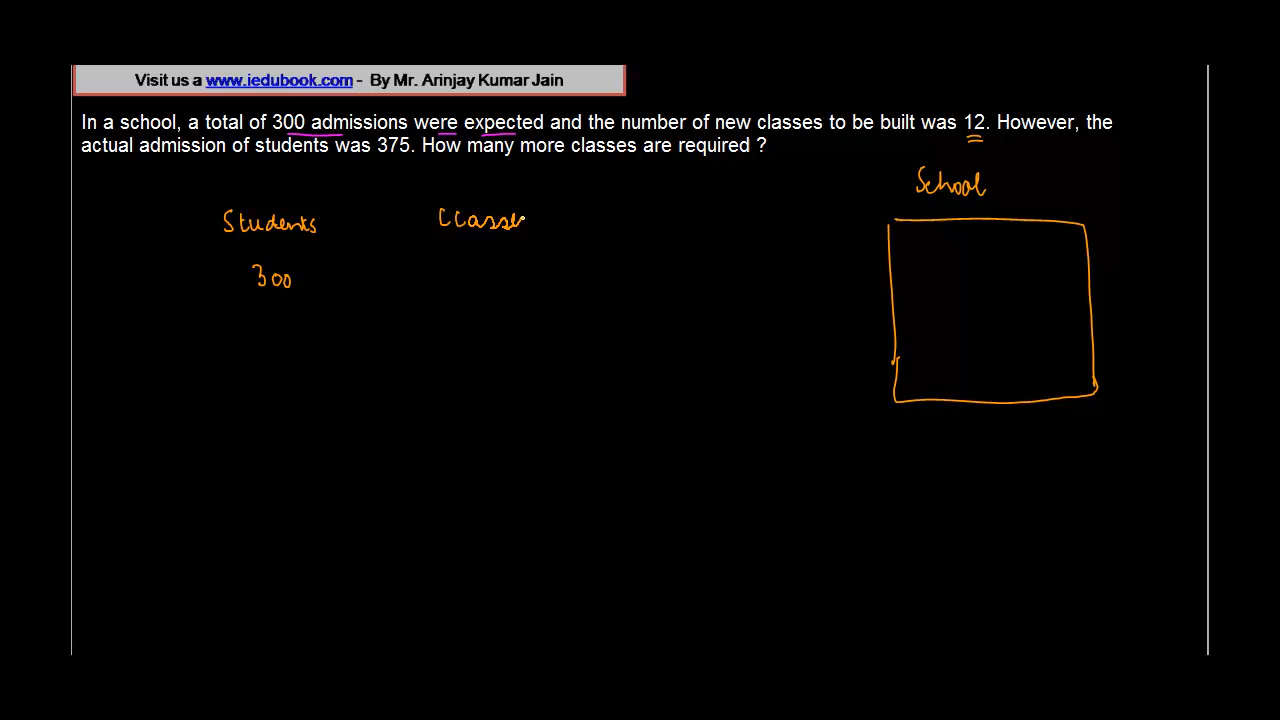 Visit us a www.iedubook.com - By Mr. Arinjay Kumar Jain
In a school, a total of 300 admissions were expected and the number of new classes to be built was 12. However, the
actual admission of students was 375. How many more classes are required ?
School
Students Classe
300